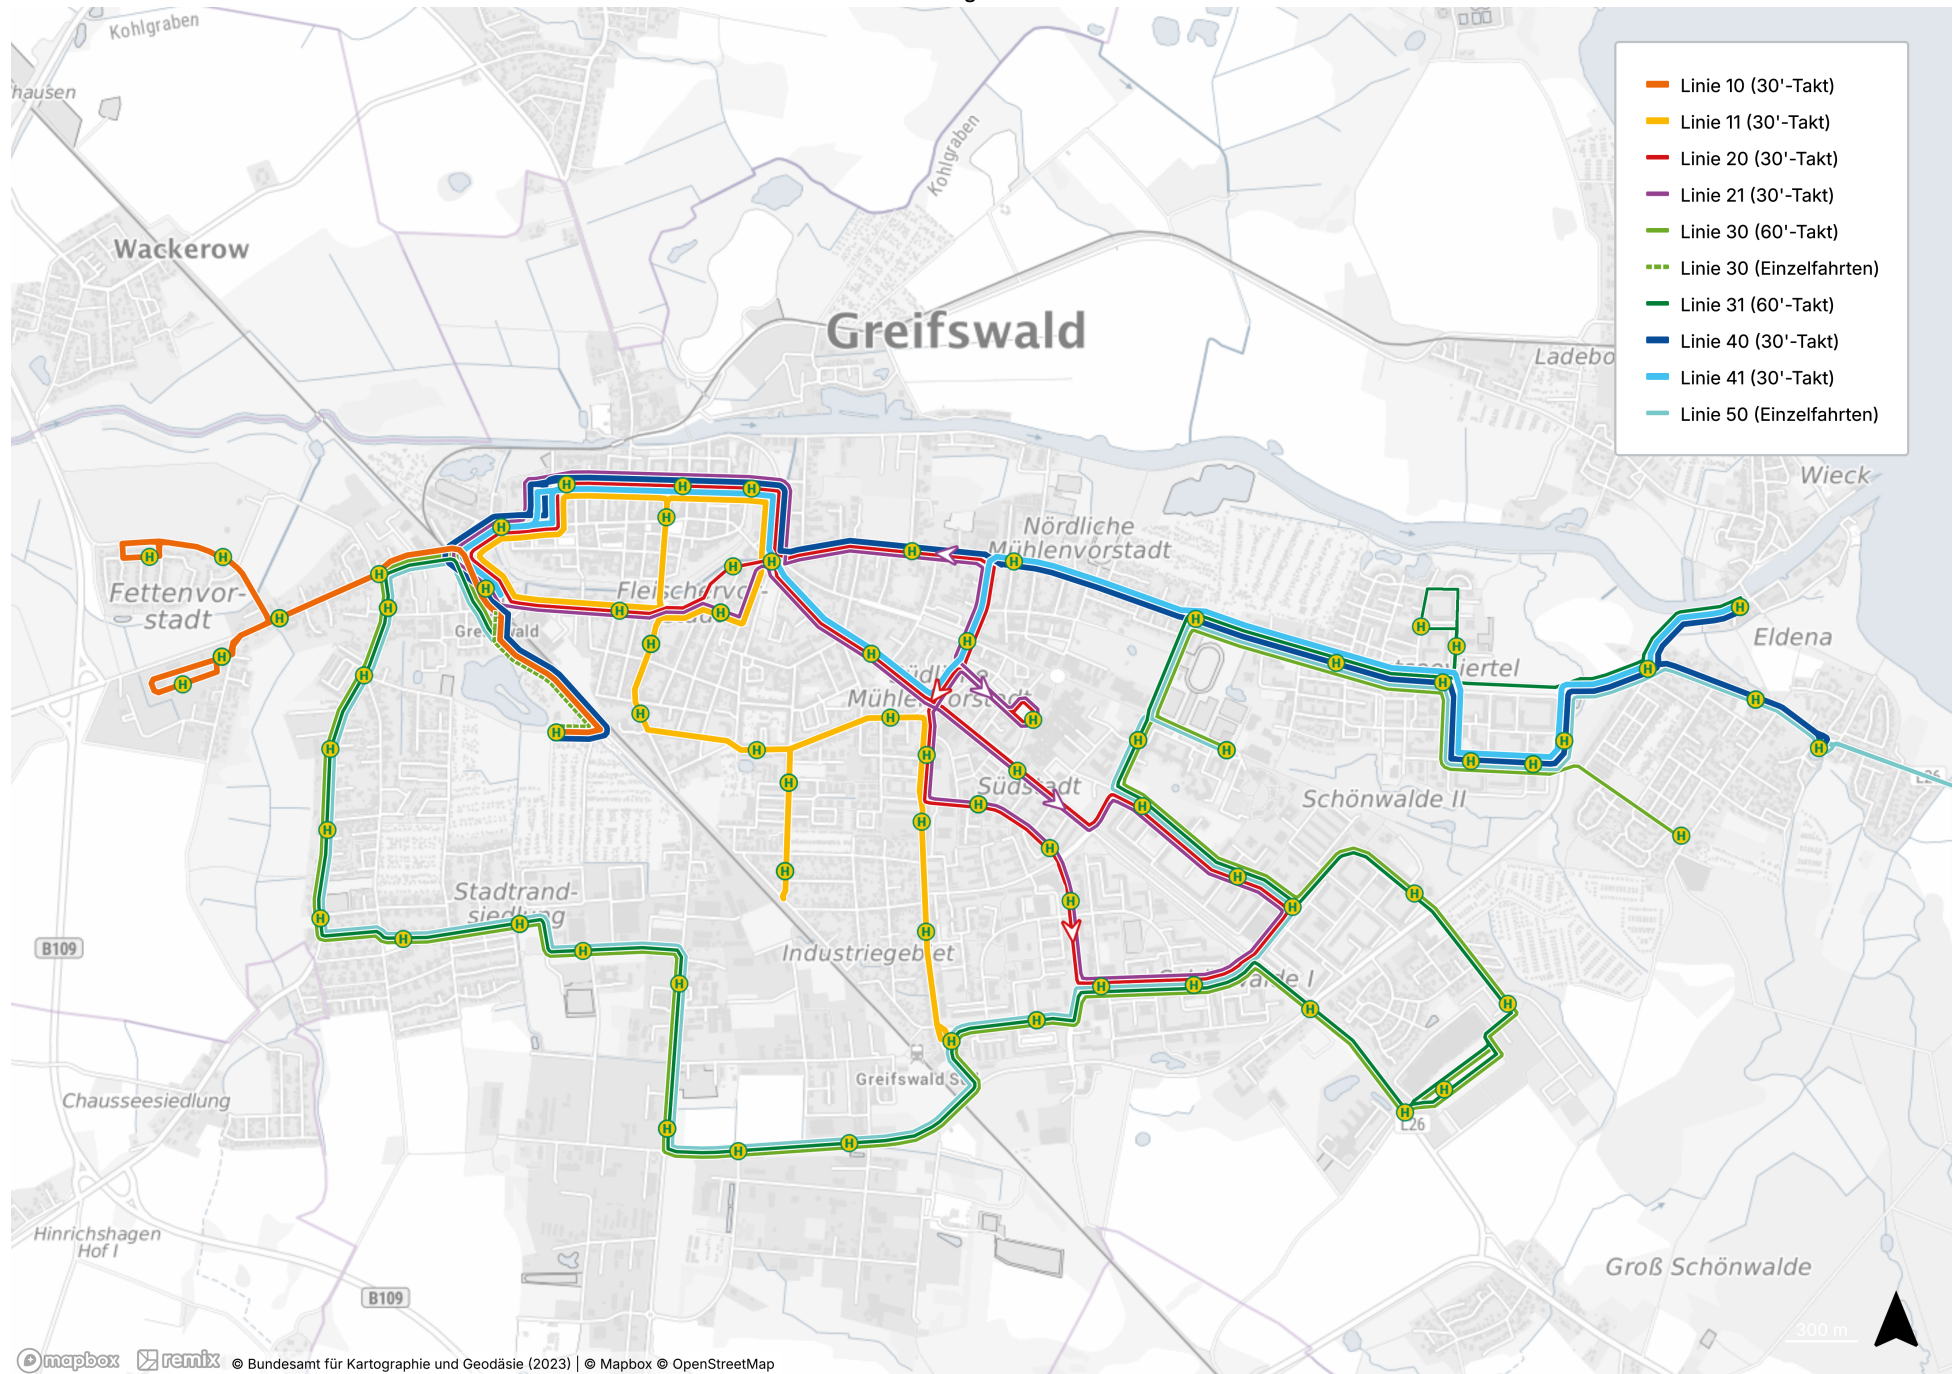 Kohlgraben
hausen
Kohlgraben
Wackerow
Greifswald
Ladebo
Linie 10 (30'-Takt)
Linie 11 (30'-Takt)
Linie 20 (30'-Takt)
Linie 21 (30'-Takt)
Linie 30 (60'-Takt)
Linie 30 (Einzelfahrten)
Linie 31 (60'-Takt)
Linie 40 (30'-Takt)
Linie 41 (30'-Takt)
Linie 50 (Einzelfahrten)
Wieck
Nördliche
Mühlenvorstadt
Fettenvor-
stadt
Eldena
Südstadt
Schönwalde II
Stadtrand-
siedlung
B109
Industriegebiet
Chausseesiedlung
L26
Hinrichshagen
Hof I
B109
Groß Schönwalde
300 m
mapbox
remix
© Bundesamt für Kartographie und Geodäsie (2023) | © Mapbox © OpenStreetMap